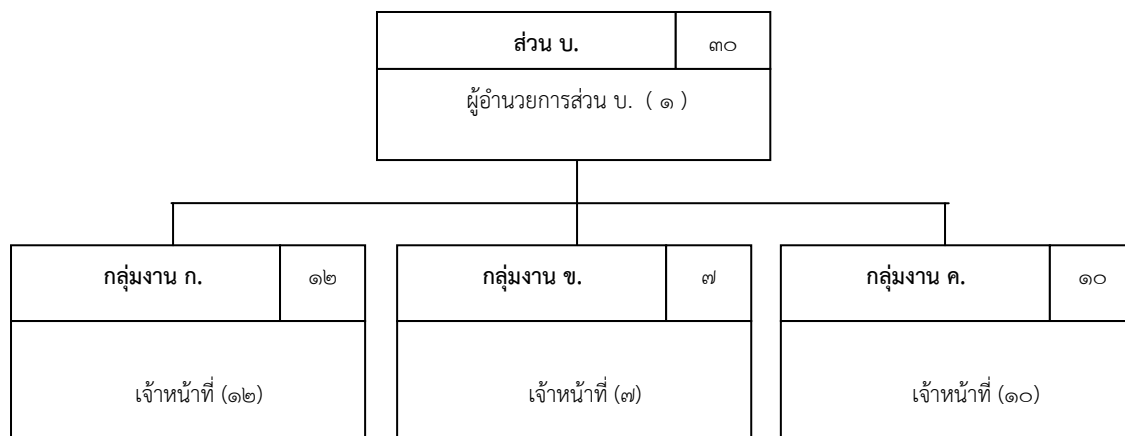 ส่วน บ. ๓๐
ผู้อำนวยการส่วน บ. ( ๑ )
กลุ่มงาน ก. ๑๒
เจ้าหน้าที่ (๑๒)
กลุ่มงาน ข. ๗
เจ้าหน้าที่ (๗)
กลุ่มงาน ค. ๑๐
เจ้าหน้าที่ (๑๐)